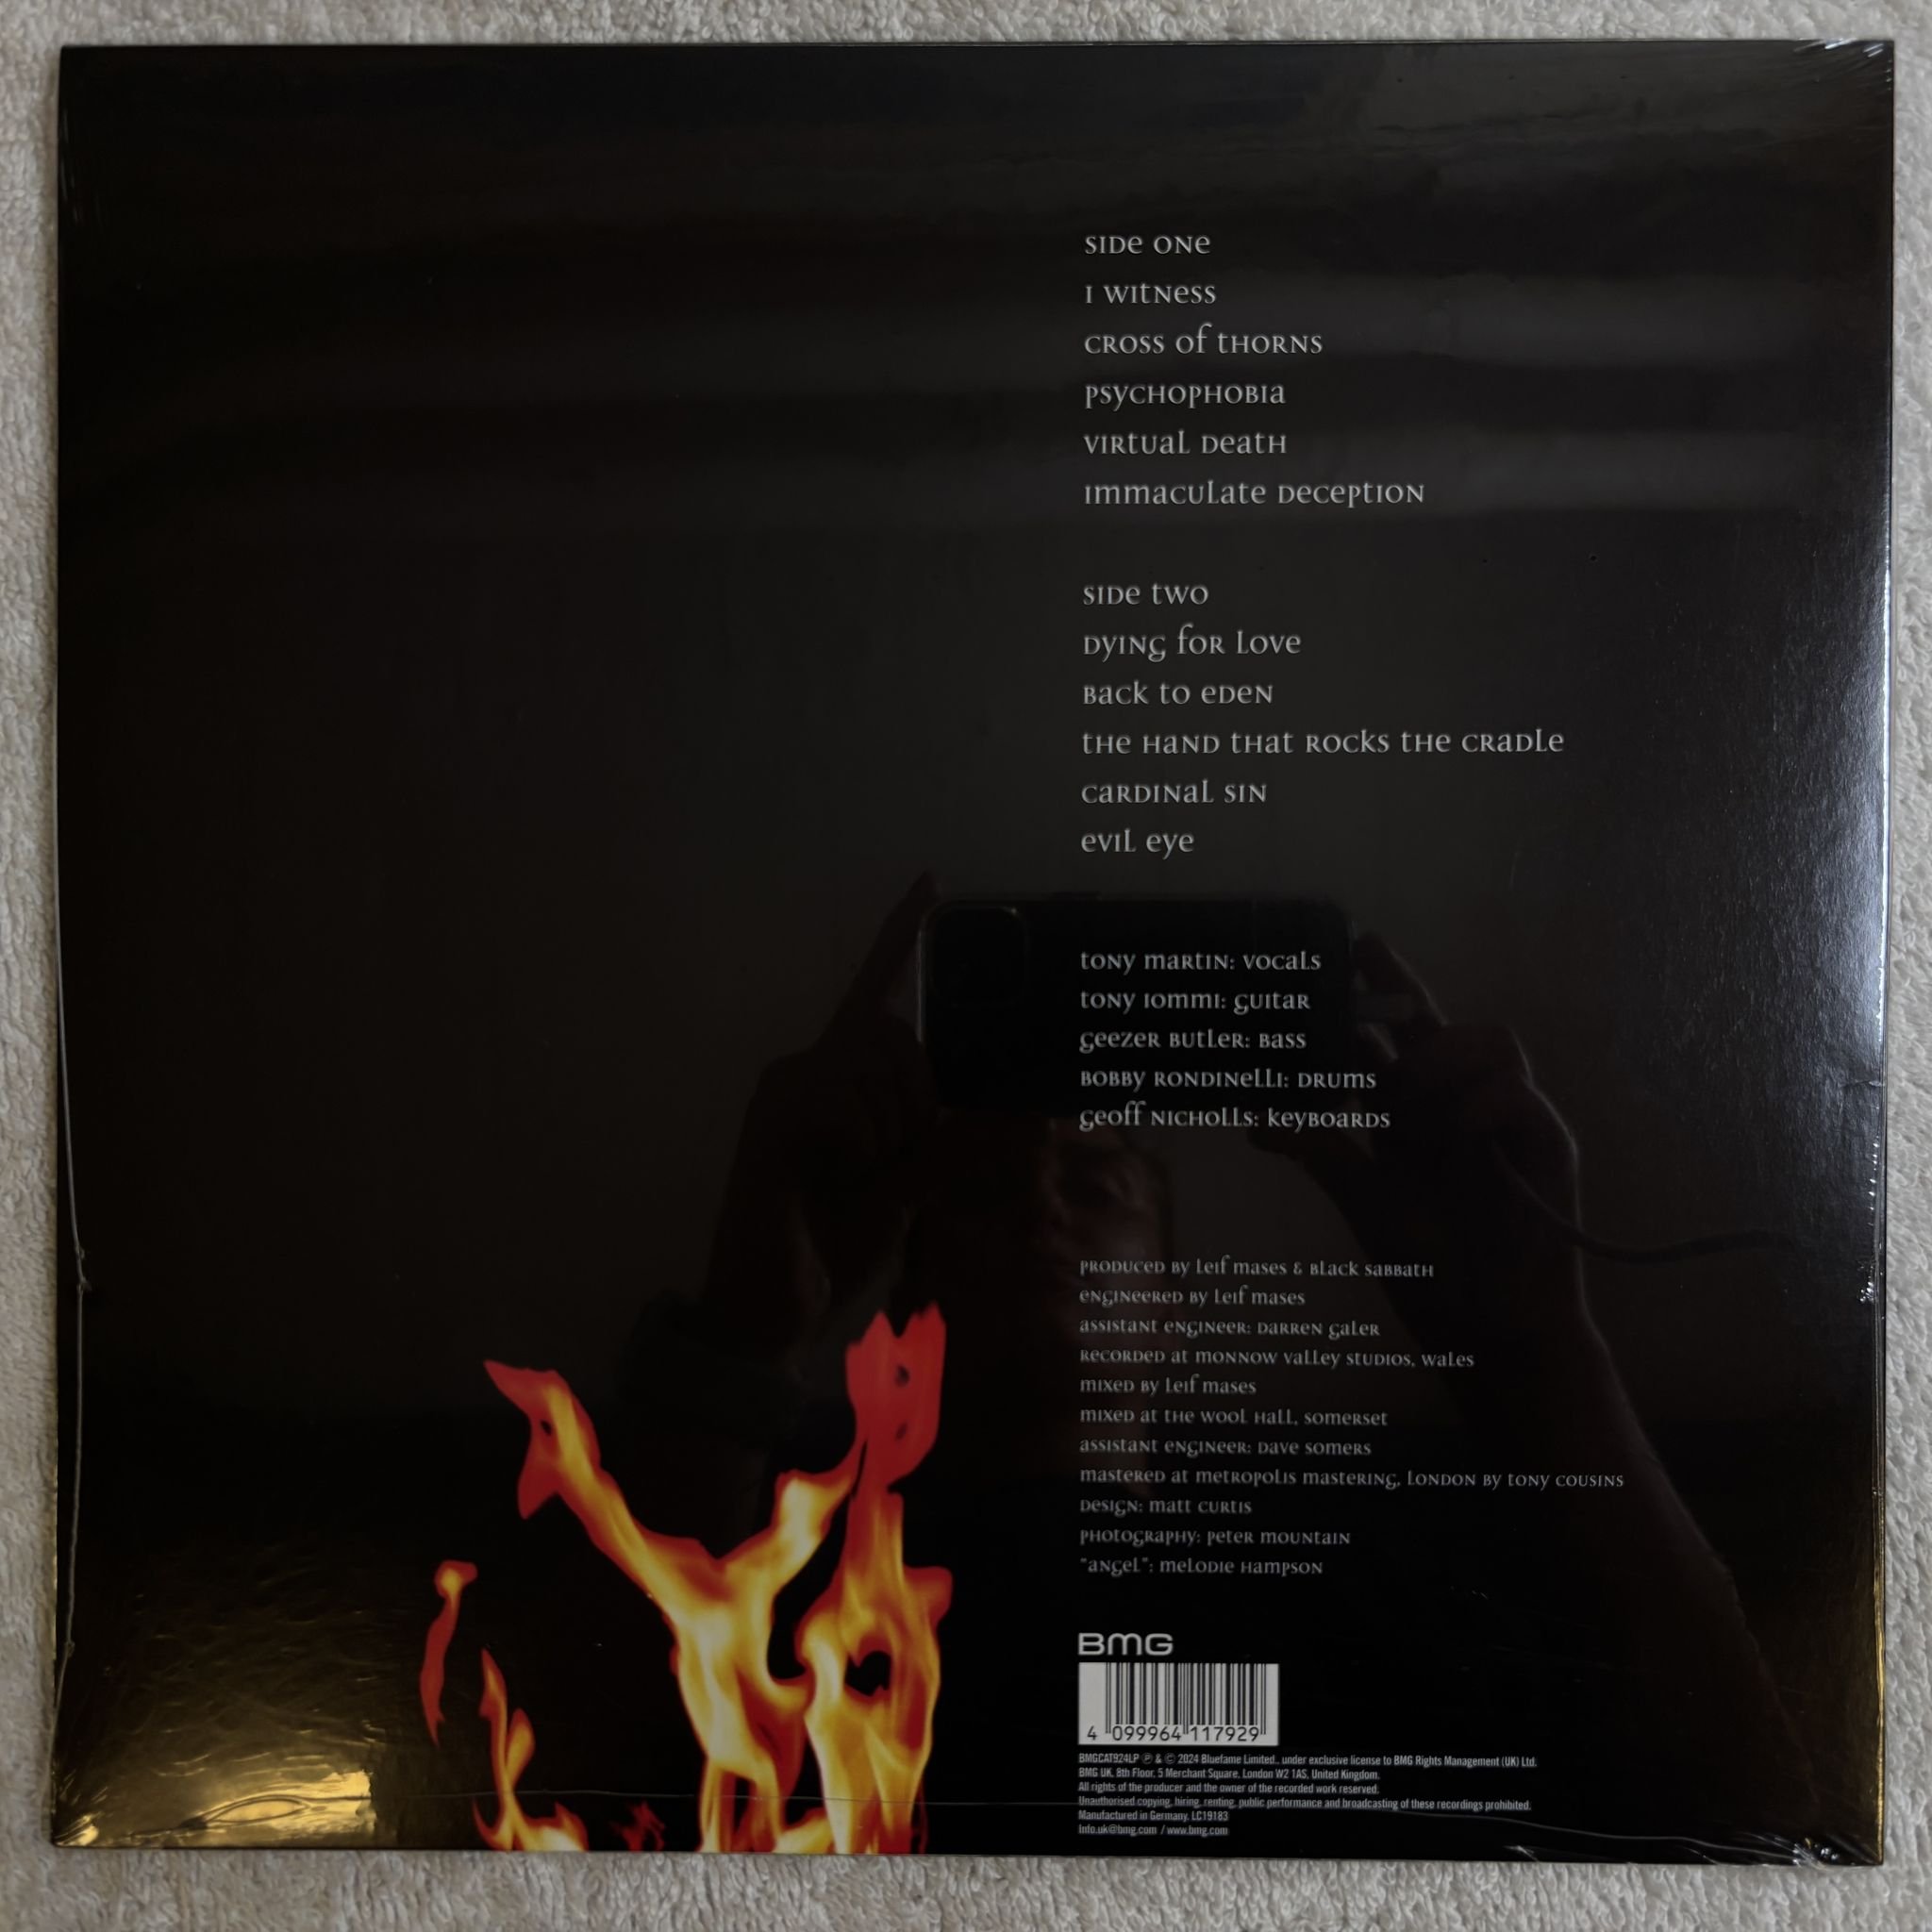 SIDE ONE
I WITNESS
CROSS OF THORNS
PSYCHOPHOBIA
VIRTUAL DEATH
IMMACULATE DECEPTION
SIDE TWO
DYING FOR LOVE
BACK TO EDEN
THE HAND THAT ROCKS THE CRADLE
CARDINAL SIN
EVIL EYE
TONY MARTIN: VOCALS
TONY IOMMI: GUITAR
GEEZER BUTLER: BASS
BOBBY RONDINELLI: DRUMS
GEOFF NICHOLLS: KEYBOARDS
PRODUCED BY LEIF MASES & BLACK SABBATH
ENGINEERED BY LEIF MASES
ASSISTANT ENGINEER: DARREN GALER
RECORDED AT MONNOW VALLEY STUDIOS, WALES
MIXED BY LEIF MASES
MIXED AT THE WOOL HALL, SOMERSET
ASSISTANT ENGINEER: DAVE SOMERS
MASTERED AT METROPOLIS MASTERING, LONDON BY TONY COUSINS
DESIGN: MATT CURTIS
PHOTOGRAPHY: PETER MOUNTAIN
"ANGEL": MELODIE HAMPSON
BMG
4 099964 117929
BMGCAT924LP ℗ & © 2024 Bluefame Limited., under exclusive license to BMG Rights Management (UK) Ltd.
BMG UK, 8th Floor, 5 Merchant Square, London W2 1AS, United Kingdom.
All rights of the producer and the owner of the recorded work reserved.
Unauthorised copying, hiring, renting, public performance and broadcasting of these recordings prohibited.
Manufactured in Germany. LC19183
Info.uk@bmg.com / www.bmg.com